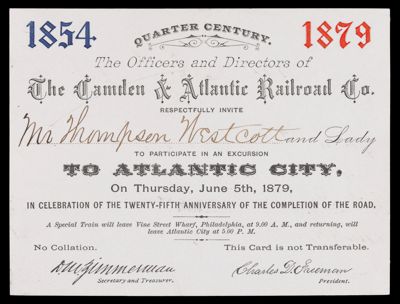 1854 QUARTER CENTURY. 1879
The Officers and Directors of
The Camden & Atlantic Railroad Co.
RESPECTFULLY INVITE
Mr Thompson Westcott and Lady
TO PARTICIPATE IN AN EXCURSION
TO ATLANTIC CITY,
On Thursday, June 5th, 1879,
IN CELEBRATION OF THE TWENTY-FIFTH ANNIVERSARY OF THE COMPLETION OF THE ROAD.
A Special Train will leave Vine Street Wharf, Philadelphia, at 9.00 A. M., and returning, will
leave Atlantic City at 5 00 P. M.
No Collation. This Card is not Transferable.
D.M. Zimmerman Charles D. Freeman
Secretary and Treasurer. President.